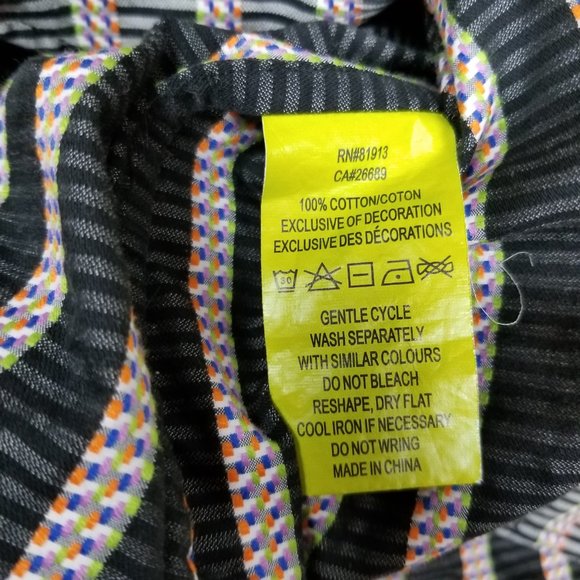 RN#81913
CA#26689
100% COTTON/COTON
EXCLUSIVE OF DECORATION
EXCLUSIVE DES DÉCORATIONS
30
GENTLE CYCLE
WASH SEPARATELY
WITH SIMILAR COLOURS
DO NOT BLEACH
RESHAPE, DRY FLAT
COOL IRON IF NECESSARY
DO NOT WRING
MADE IN CHINA